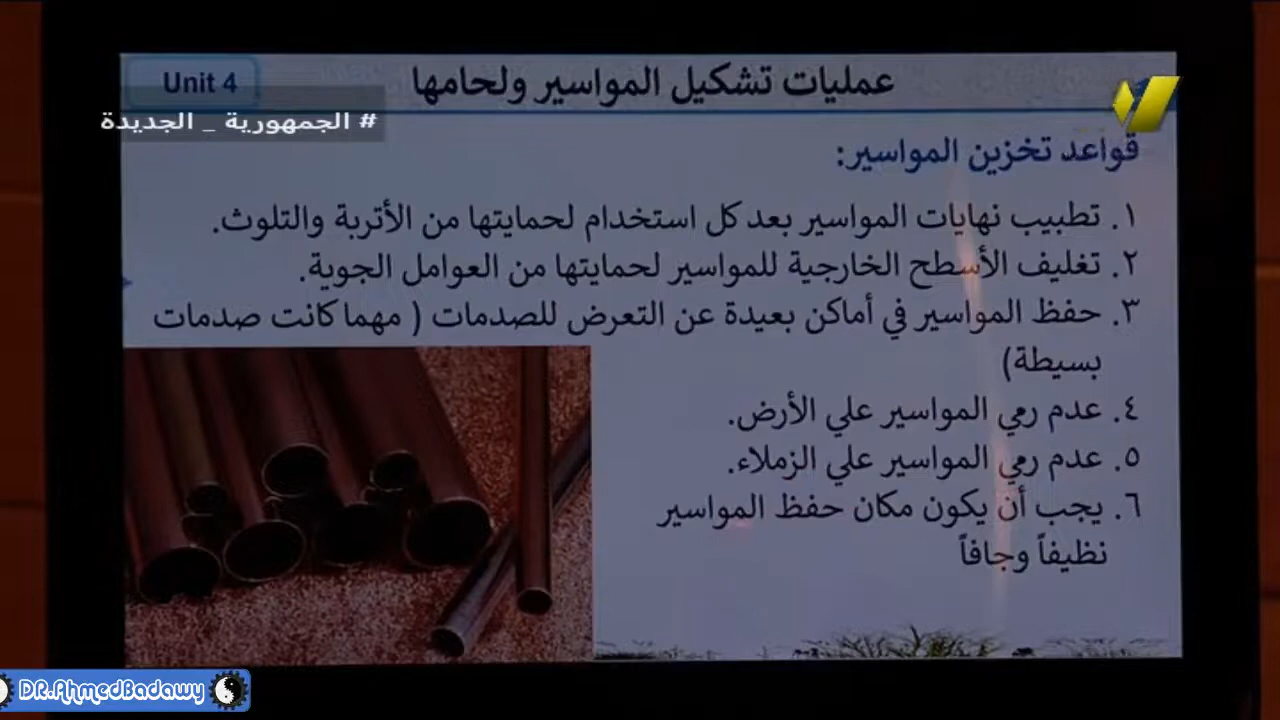 Unit 4
عمليات تشكيل المواسير ولحامها
# الجمهورية _ الجديدة
قواعد تخزين المواسير:
١. تطبيب نهايات المواسير بعد كل استخدام لحمايتها من الأتربة والتلوث.
٢. تغليف الأسطح الخارجية للمواسير لحمايتها من العوامل الجوية.
٣. حفظ المواسير في أماكن بعيدة عن التعرض للصدمات ( مهما كانت صدمات
بسيطة)
٤. عدم رمي المواسير علي الأرض.
٥. عدم رمي المواسير علي الزملاء.
٦. يجب أن يكون مكان حفظ المواسير
نظيفاً وجافاً
DR.AhmedBadawy